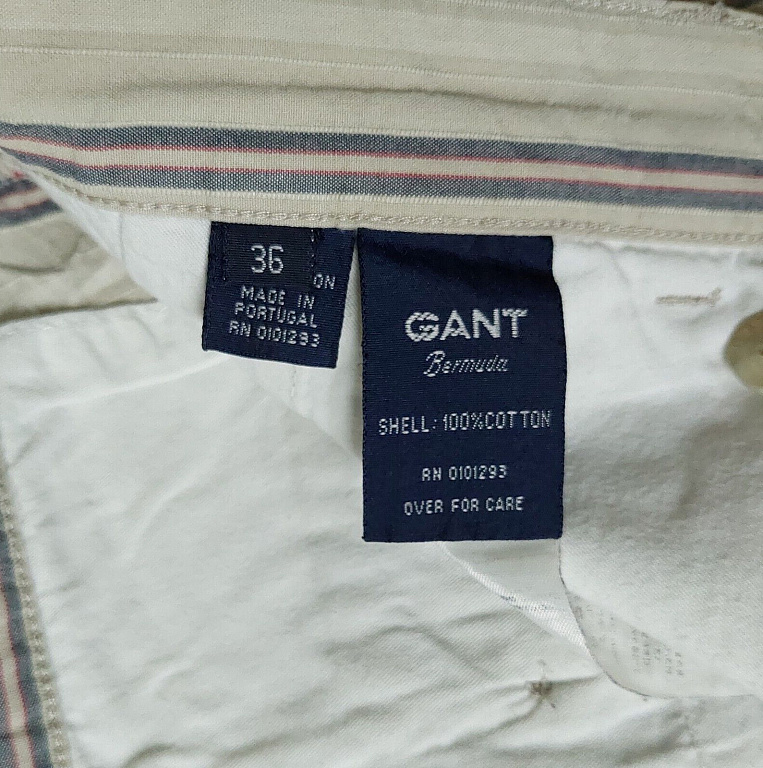 36
ON
MADE IN
PORTUGAL
RN 0101293
GANT
Bermuda
SHELL: 100%COTTON
RN 0101293
OVER FOR CARE